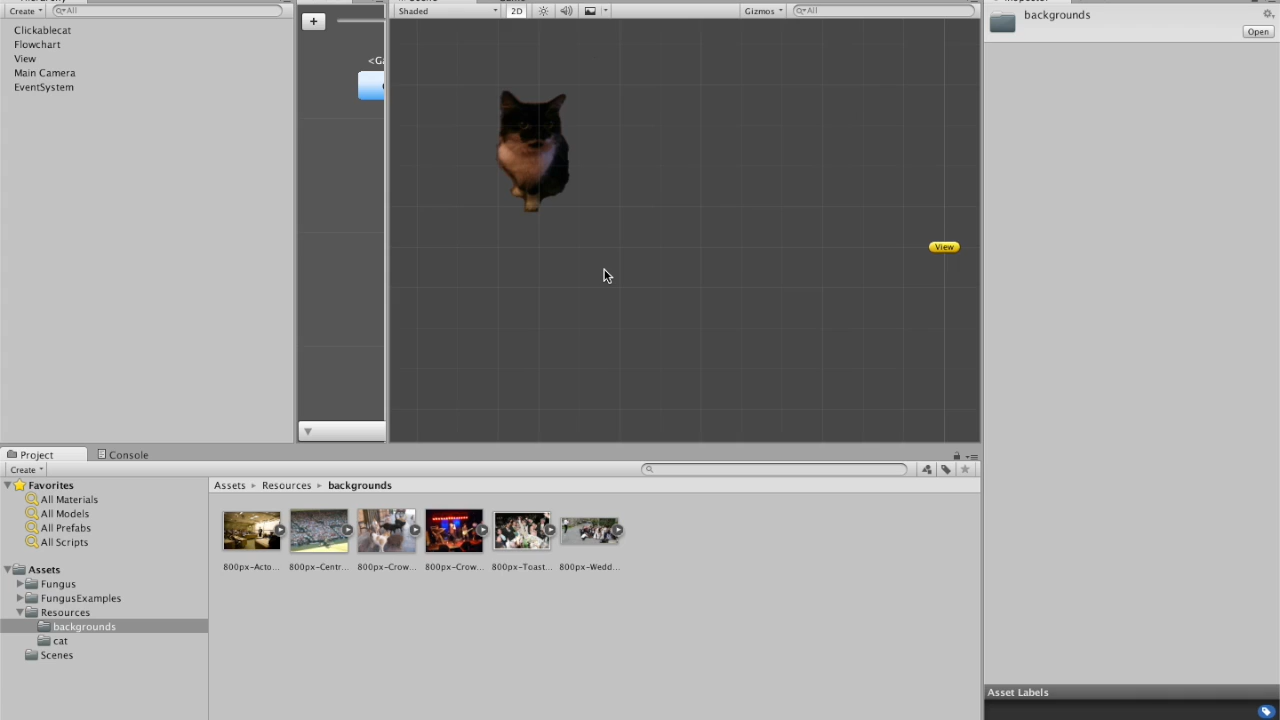 Create
All
Clickablecat
Flowchart
View
Main Camera
EventSystem
+
Shaded
2D
Gizmos
All
View
backgrounds
Open
Project
Console
Create
Favorites
All Materials
All Models
All Prefabs
All Scripts
Assets
Fungus
FungusExamples
Resources
backgrounds
cat
Scenes
Assets ▸ Resources ▸ backgrounds
800px-Acto...
800px-Centr...
800px-Crow...
800px-Crow...
800px-Toast...
800px-Wedd...
Asset Labels